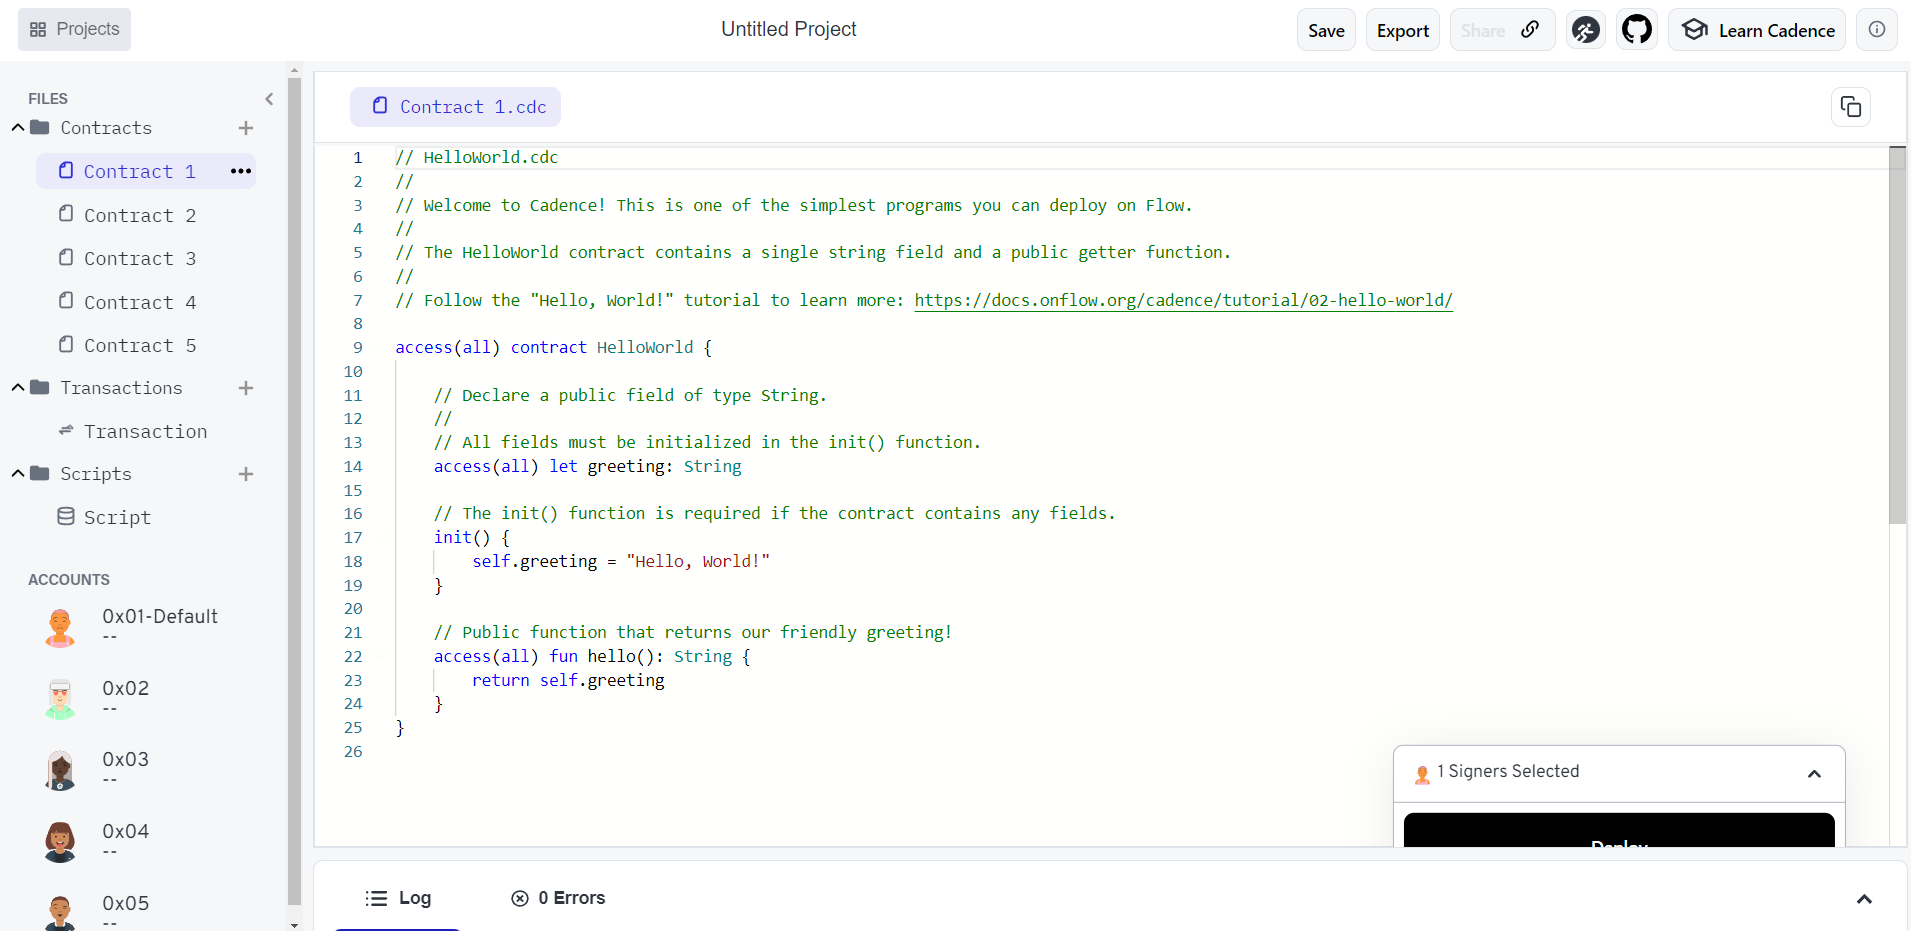 Projects
Untitled Project
Save
Export
Share
Learn Cadence
FILES
Contracts
Contract 1
Contract 2
Contract 3
Contract 4
Contract 5
Transactions
Transaction
Scripts
Script
ACCOUNTS
0x01-Default
--
0x02
--
0x03
--
0x04
--
0x05
--
Contract 1.cdc
1 // HelloWorld.cdc
2 //
3 // Welcome to Cadence! This is one of the simplest programs you can deploy on Flow.
4 //
5 // The HelloWorld contract contains a single string field and a public getter function.
6 //
7 // Follow the "Hello, World!" tutorial to learn more: https://docs.onflow.org/cadence/tutorial/02-hello-world/
8
9 access(all) contract HelloWorld {
10
11 // Declare a public field of type String.
12 //
13 // All fields must be initialized in the init() function.
14 access(all) let greeting: String
15
16 // The init() function is required if the contract contains any fields.
17 init() {
18 self.greeting = "Hello, World!"
19 }
20
21 // Public function that returns our friendly greeting!
22 access(all) fun hello(): String {
23 return self.greeting
24 }
25 }
26
1 Signers Selected
Deploy
Log
0 Errors